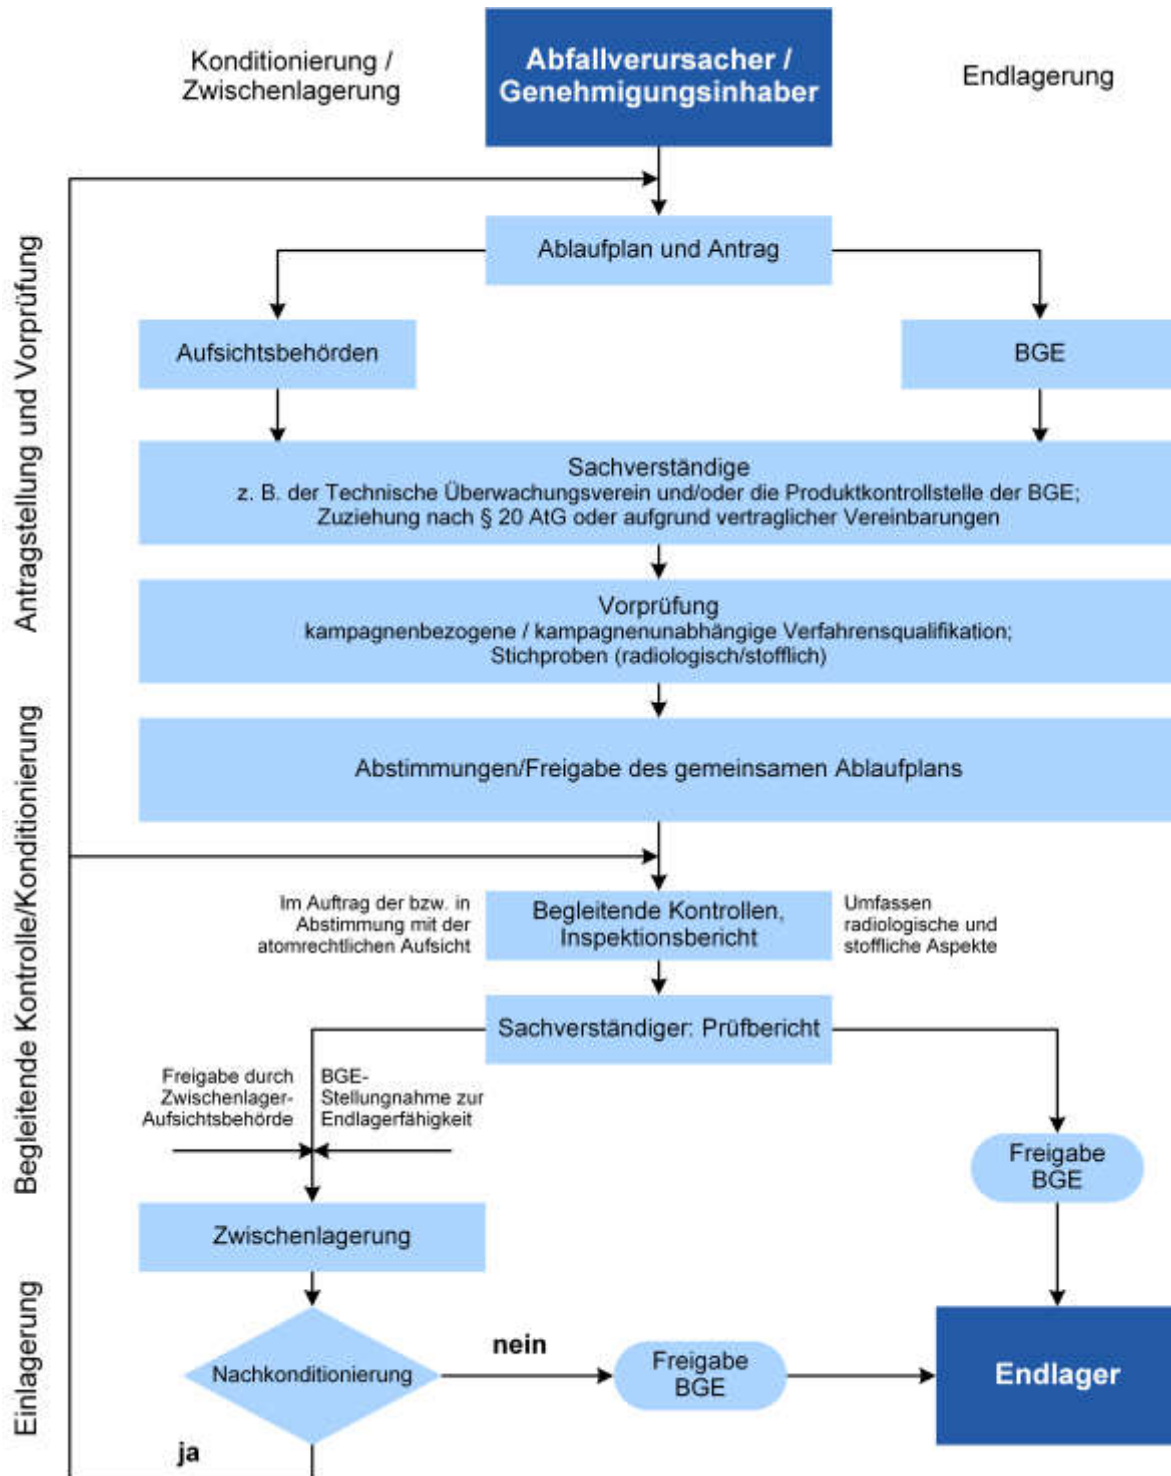 Konditionierung /
Zwischenlagerung
Abfallverursacher /
Genehmigungsinhaber
Endlagerung
Antragstellung und Vorprüfung
Ablaufplan und Antrag
Aufsichtsbehörden
BGE
Sachverständige
z. B. der Technische Überwachungsverein und/oder die Produktkontrollstelle der BGE;
Zuziehung nach § 20 AtG oder aufgrund vertraglicher Vereinbarungen
Vorprüfung
kampagnenbezogene / kampagnenunabhängige Verfahrensqualifikation;
Stichproben (radiologisch/stofflich)
Begleitende Kontrolle/Konditionierung
Abstimmungen/Freigabe des gemeinsamen Ablaufplans
Im Auftrag der bzw. in
Abstimmung mit der
atomrechtlichen Aufsicht
Begleitende Kontrollen,
Inspektionsbericht
Umfassen
radiologische und
stoffliche Aspekte
Sachverständiger: Prüfbericht
Freigabe durch
Zwischenlager-
Aufsichtsbehörde
BGE-
Stellungnahme zur
Endlagerfähigkeit
Freigabe
BGE
Zwischenlagerung
Einlagerung
Nachkonditionierung
nein
Freigabe
BGE
Endlager
ja